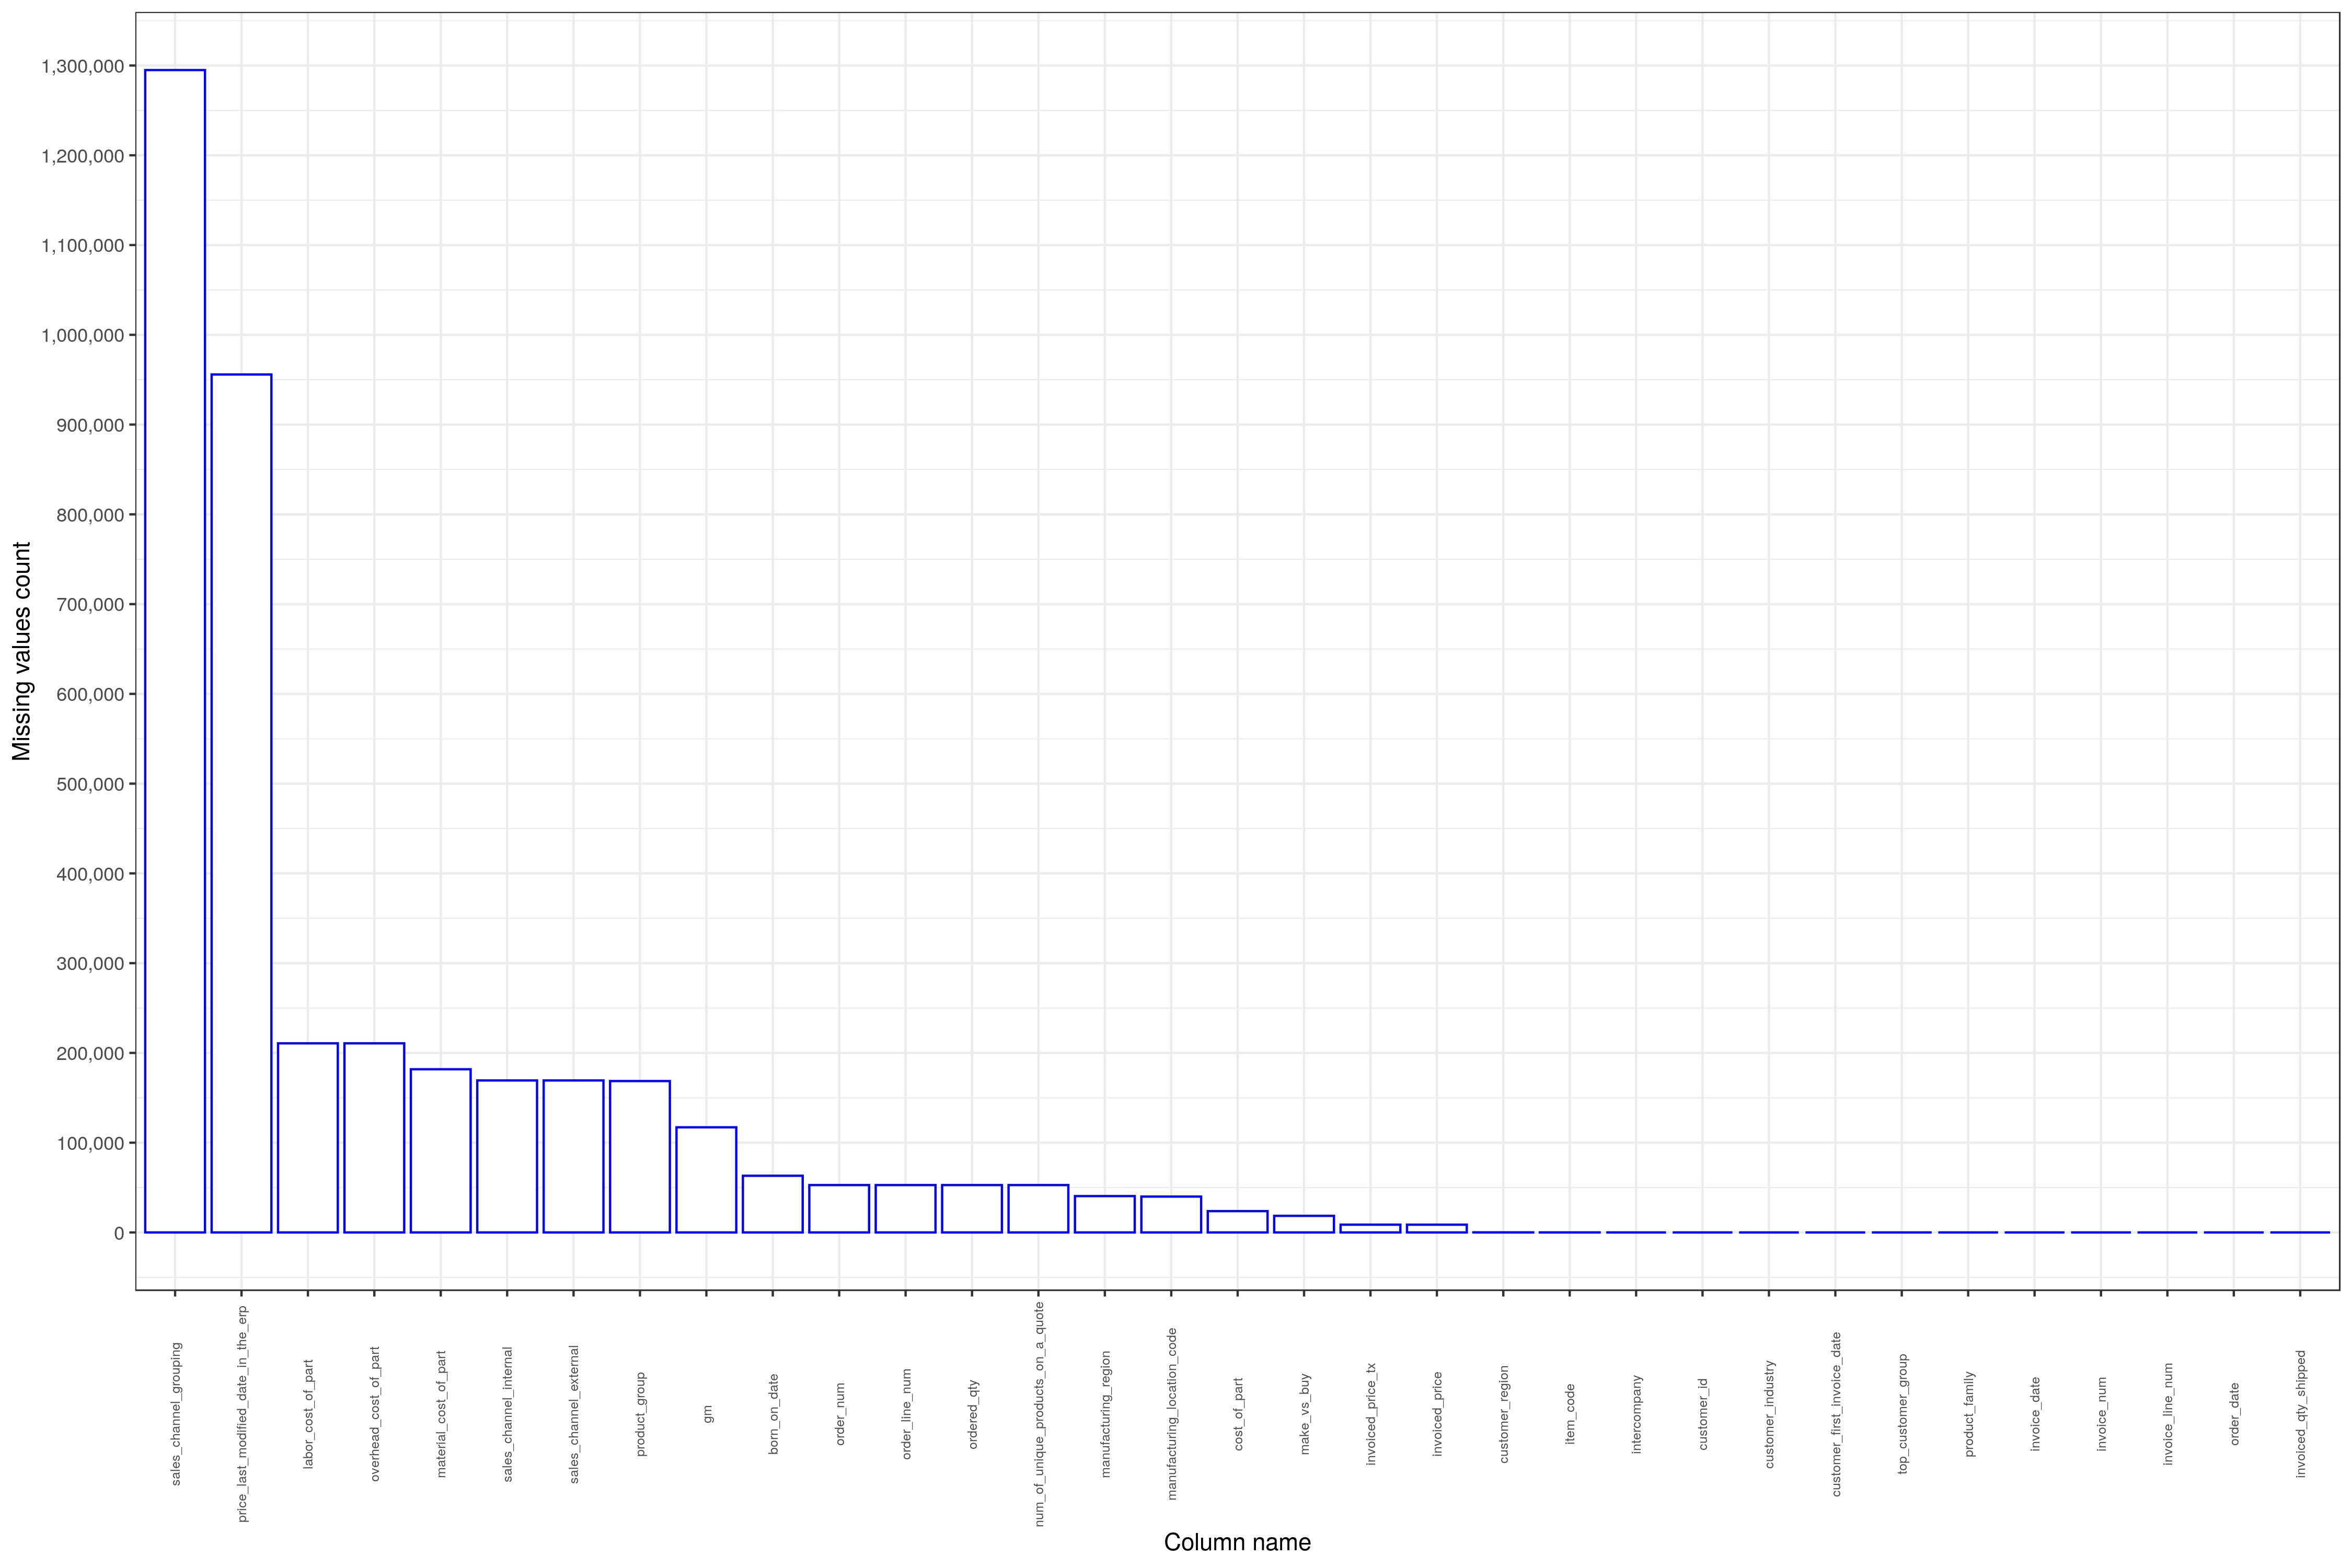 Missing values count
1,300,000
1,200,000
1,100,000
1,000,000
900,000
800,000
700,000
600,000
500,000
400,000
300,000
200,000
100,000
0
sales_channel_grouping
price_last_modified_date_in_the_erp
labor_cost_of_part
overhead_cost_of_part
material_cost_of_part
sales_channel_internal
sales_channel_external
product_group
gm
born_on_date
order_num
order_line_num
ordered_qty
num_of_unique_products_on_a_quote
manufacturing_region
manufacturing_location_code
cost_of_part
make_vs_buy
invoiced_price_tx
invoiced_price
customer_region
item_code
intercompany
customer_id
customer_industry
customer_first_invoice_date
top_customer_group
product_family
invoice_date
invoice_num
invoice_line_num
order_date
invoiced_qty_shipped
Column name